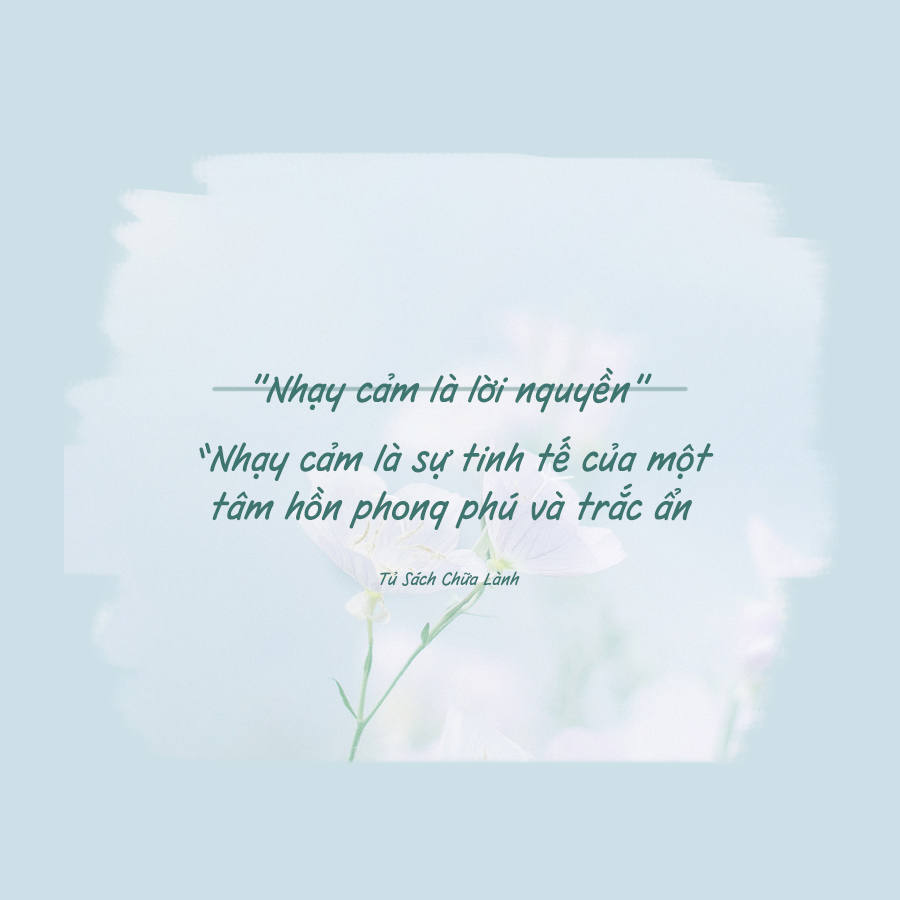 "Nhạy cảm là lời nguyền"
“Nhạy cảm là sự tinh tế của một
tâm hồn phong phú và trắc ẩn
Tủ Sách Chữa Lành